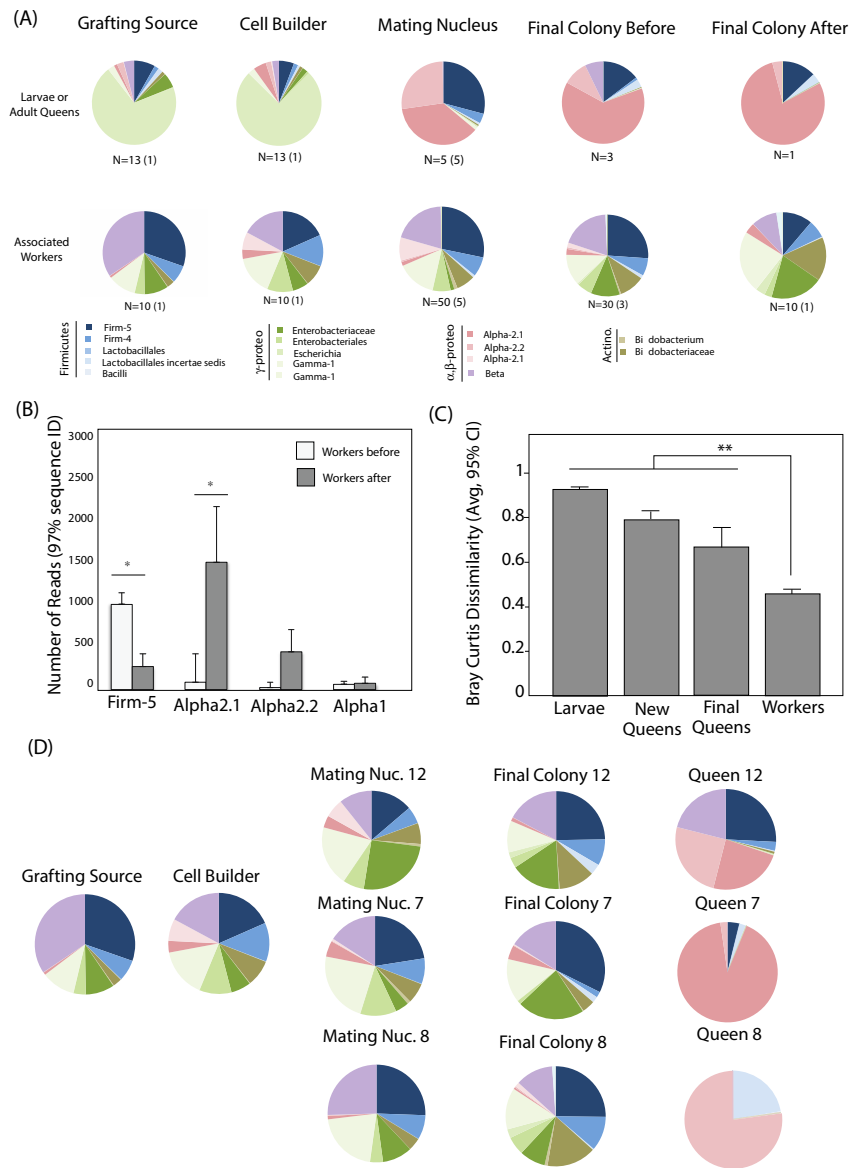 (A)
Grafting Source
Cell Builder
Mating Nucleus
Final Colony Before
Final Colony After
Larvae or
Adult Queens
N=13 (1)
N=13 (1)
N=5 (5)
N=3
N=1
Associated
Workers
N=10 (1)
N=10 (1)
N=50 (5)
N=30 (3)
N=10 (1)
Firmicutes
Firm-5
Firm-4
Lactobacillales
Lactobacillales incertae sedis
Bacilli
γ-proteo
Enterobacteriaceae
Enterobacteriales
Escherichia
Gamma-1
Gamma-1
α,β-proteo
Alpha-2.1
Alpha-2.2
Alpha-2.1
Beta
Actino.
Bi dobacterium
Bi dobacteriaceae
(B)
Number of Reads (97% sequence ID)
3000
2500
2000
1500
1000
500
0
Workers before
Workers after
*
*
Firm-5
Alpha2.1
Alpha2.2
Alpha1
(C)
Bray Curtis Dissimilarity (Avg, 95% CI)
1
0.8
0.6
0.4
0.2
0
**
Larvae
New
Queens
Final
Queens
Workers
(D)
Grafting Source
Cell Builder
Mating Nuc. 12
Final Colony 12
Queen 12
Mating Nuc. 7
Final Colony 7
Queen 7
Mating Nuc. 8
Final Colony 8
Queen 8